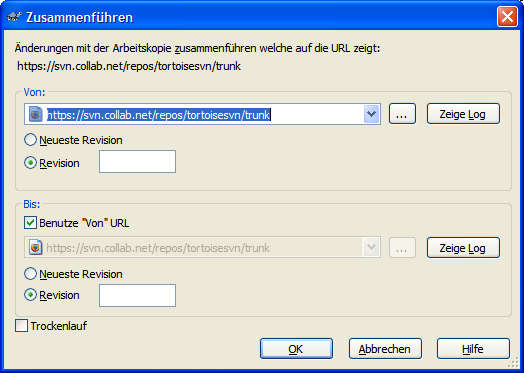 Zusammenführen
Änderungen mit der Arbeitskopie zusammenführen welche auf die URL zeigt:
https://svn.collab.net/repos/tortoisesvn/trunk
Von:
https://svn.collab.net/repos/tortoisesvn/trunk ... Zeige Log
Neueste Revision
Revision
Bis:
Benutze "Von" URL
https://svn.collab.net/repos/tortoisesvn/trunk ... Zeige Log
Neueste Revision
Revision
Trockenlauf
OK Abbrechen Hilfe